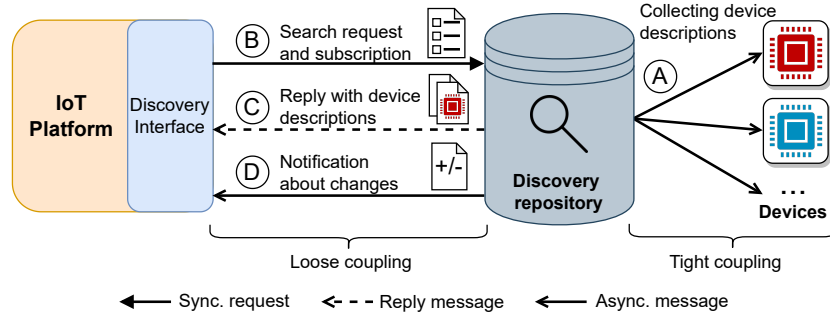 Collecting device
descriptions
A
B
Search request
and subscription
IoT
Platform
Discovery
Interface
C
Reply with device
descriptions
D
Notification
about changes
+/-
Discovery
repository
...
Devices
Loose coupling
Tight coupling
Sync. request
Reply message
Async. message